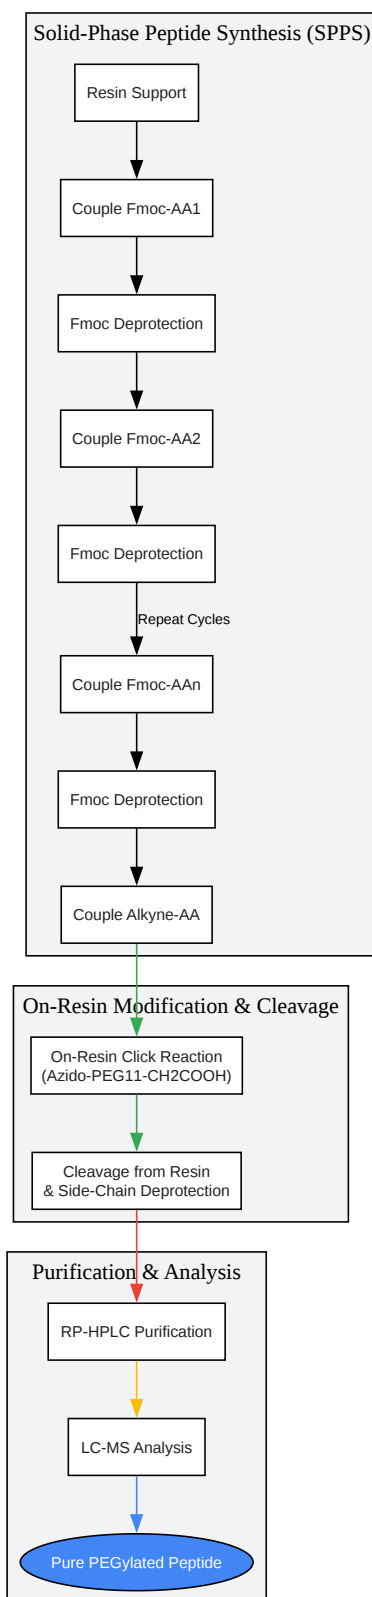 Solid-Phase Peptide Synthesis (SPPS)
Resin Support
Couple Fmoc-AA1
Fmoc Deprotection
Couple Fmoc-AA2
Fmoc Deprotection
Repeat Cycles
Couple Fmoc-AAn
Fmoc Deprotection
Couple Alkyne-AA
On-Resin Modification & Cleavage
On-Resin Click Reaction
(Azido-PEG11-CH2COOH)
Cleavage from Resin
& Side-Chain Deprotection
Purification & Analysis
RP-HPLC Purification
LC-MS Analysis
Pure PEGylated Peptide